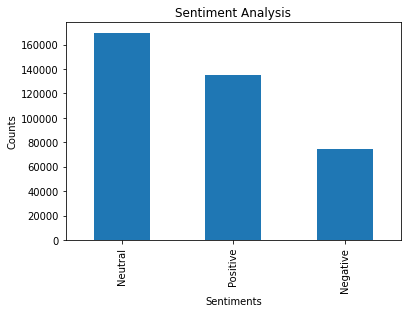 Sentiment Analysis
160000
140000
120000
100000
80000
60000
40000
20000
0
Counts
Neutral
Positive
Negative
Sentiments